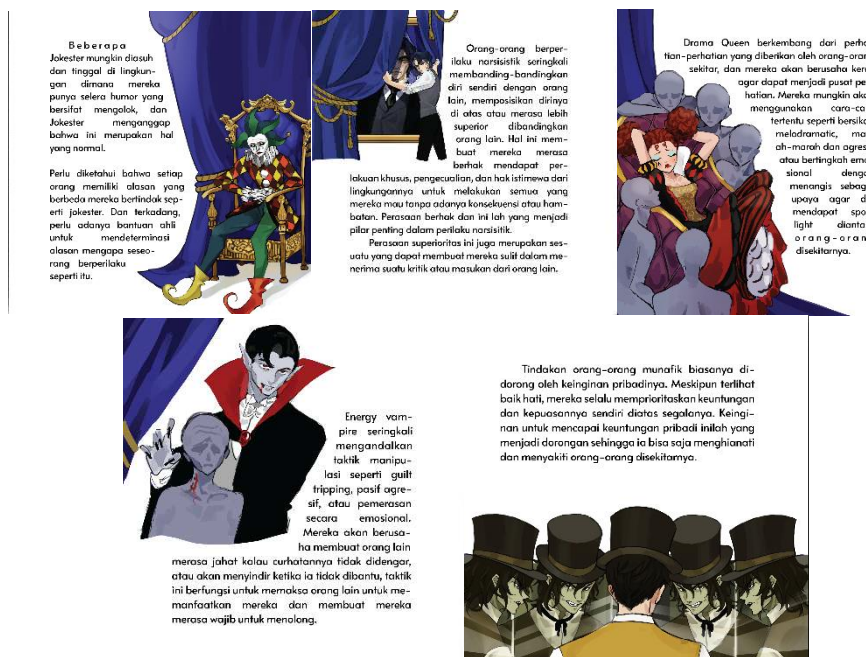 Beberapa
Jokester mungkin diasuh
dan tinggal di lingkun-
gan dimana mereka
punya selera humor yang
bersifat mengolok, dan
Jokester menganggap
bahwa ini merupakan hal
yang normal.
Perlu diketahui bahwa setiap
orang memiliki alasan yang
berbeda mereka bertindak sep-
erti jokester. Dan terkadang,
perlu adanya bantuan ahli
untuk mendeterminasi
alasan mengapa seseo-
rang berperilaku
seperti itu.
Orang-orang berper-
ilaku narsisistik seringkali
membanding-bandingkan
diri sendiri dengan orang
lain, memposisikan dirinya
di atas atau merasa lebih
superior dibandingkan
orang lain. Hal ini mem-
buat mereka merasa
berhak mendapat per-
lakuan khusus, pengecualian, dan hak istimewa dari
lingkungannya untuk melakukan semua yang
mereka mau tanpa adanya konsekuensi atau ham-
batan. Perasaan berhak dan ini lah yang menjadi
pilar penting dalam perilaku narsisitik.
Perasaan superioritas ini juga merupakan ses-
uatu yang dapat membuat mereka sulit dalam me-
nerima suatu kritik atau masukan dari orang lain.
Drama Queen berkembang dari perha
tian-perhatian yang diberikan oleh orang-oran
sekitar, dan mereka akan berusaha kera
agar dapat menjadi pusat per
hatian. Mereka mungkin aka
menggunakan cara-ca
tertentu seperti bersika
melodramatic, mar
ah-marah dan agres
atau bertingkah emo
sional denga
menangis sebag
upaya agar d
mendapat spo
light dianta
orang-oran
disekitarnya.
Energy vam-
pire seringkali
mengandalkan
taktik manipu-
lasi seperti guilt
tripping, pasif agre-
sif, atau pemerasan
secara emosional.
Mereka akan berusa-
ha membuat orang lain
merasa jahat kalau curhatannya tidak didengar,
atau akan menyindir ketika ia tidak dibantu, taktik
ini berfungsi untuk memaksa orang lain untuk me-
manfaatkan mereka dan membuat mereka
merasa wajib untuk menolong.
Tindakan orang-orang munafik biasanya di-
dorong oleh keinginan pribadinya. Meskipun terlihat
baik hati, mereka selalu memprioritaskan keuntungan
dan kepuasannya sendiri diatas segalanya. Keingi-
nan untuk mencapai keuntungan pribadi inilah yang
menjadi dorongan sehingga ia bisa saja menghianati
dan menyakiti orang-orang disekitarnya.